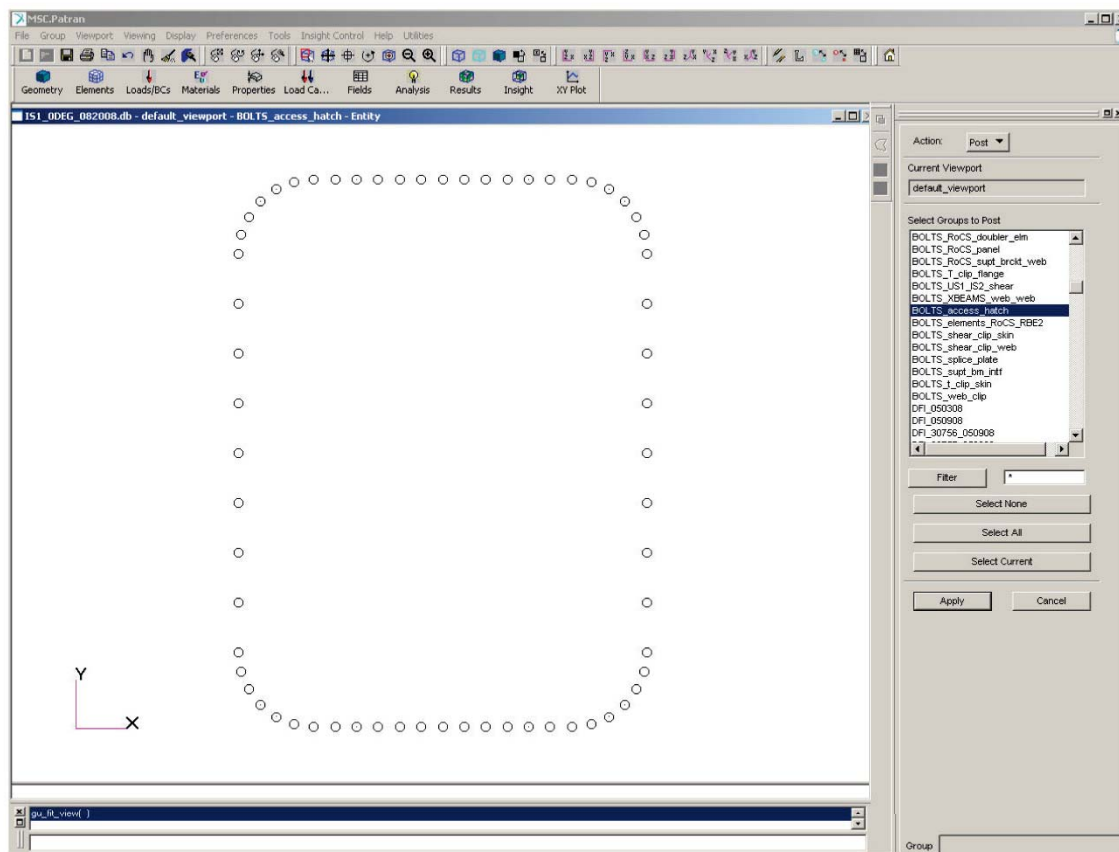 MSC.Patran
File Group Viewport Viewing Display Preferences Tools Insight Control Help Utilities
Geometry Elements Loads/BCs Materials Properties Load Ca... Fields Analysis Results Insight XY Plot
IS1_0DEG_082008.db - default_viewport - BOLTS_access_hatch - Entity
Y
X
gu_fit_view( )
Action: Post
Current Viewport
default_viewport
Select Groups to Post
BOLTS_RoCS_doubler_elm
BOLTS_RoCS_panel
BOLTS_RoCS_supt_brckt_web
BOLTS_T_clip_flange
BOLTS_US1_IS2_shear
BOLTS_XBEAMS_web_web
BOLTS_access_hatch
BOLTS_elements_RoCS_RBE2
BOLTS_shear_clip_skin
BOLTS_shear_clip_web
BOLTS_splice_plate
BOLTS_supt_bm_intf
BOLTS_t_clip_skin
BOLTS_web_clip
DFI_050308
DFI_050908
DFI_30756_050908
Filter *
Select None
Select All
Select Current
Apply Cancel
Group